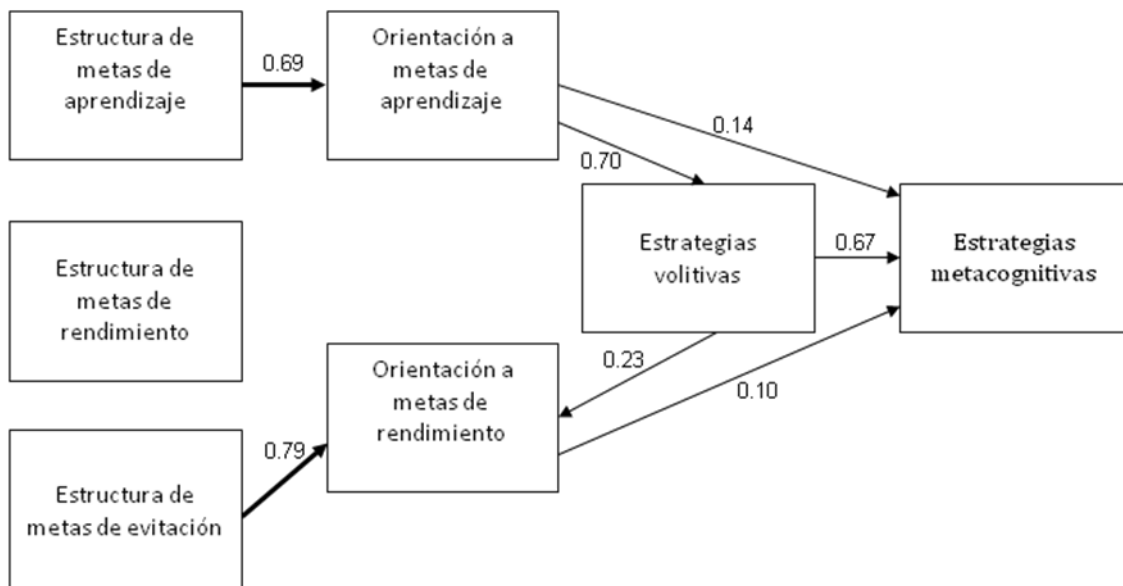 Estructura de
metas de
aprendizaje
0.69
Orientación a
metas de
aprendizaje
0.14
0.70
Estructura de
metas de
rendimiento
Estrategias
volitivas
0.67
Estrategias
metacognitivas
0.23
0.10
Orientación a
metas de
rendimiento
0.79
Estructura de
metas de evitación